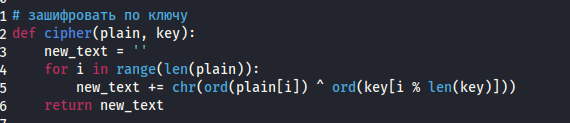 1 # зашифровать по ключу
2 def cipher(plain, key):
3     new_text = ''
4     for i in range(len(plain)):
5         new_text += chr(ord(plain[i]) ^ ord(key[i % len(key)]))
6     return new_text